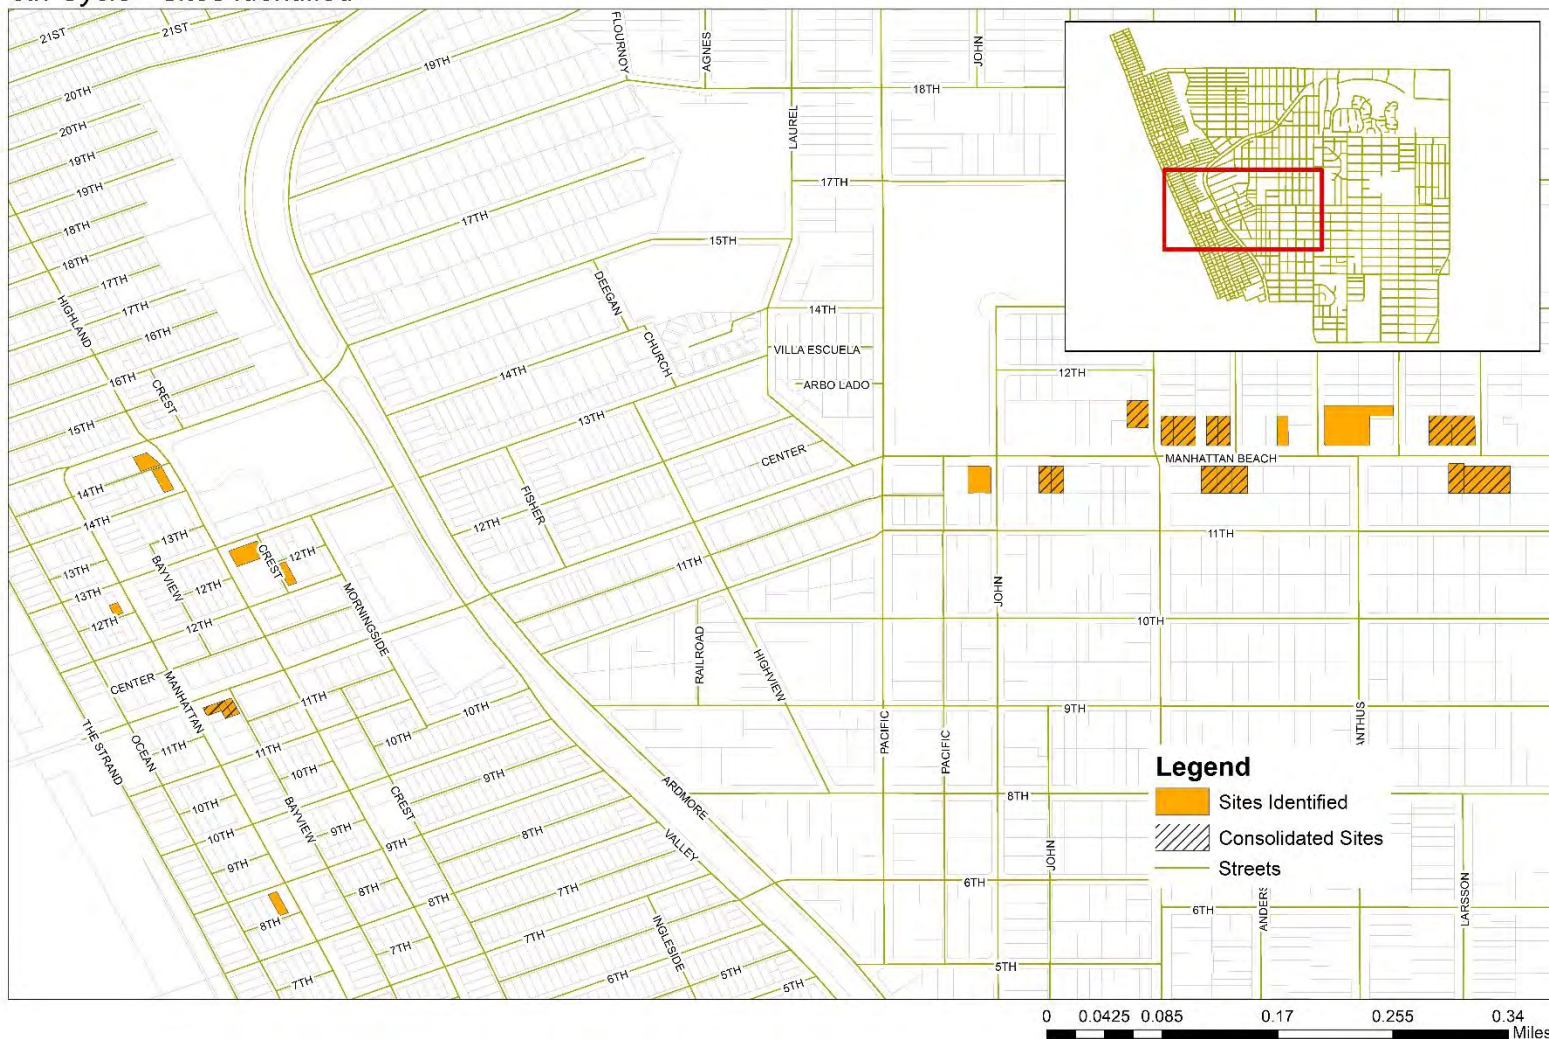 21ST
21ST
20TH
20TH
19TH
19TH
18TH
18TH
17TH
17TH
16TH
16TH
15TH
HIGHLAND
CREST
19TH
FLOURNOY
AGNES
JOHN
18TH
LAUREL
17TH
17TH
15TH
DEEGAN
CHURCH
14TH
14TH
VILLA ESCUELA
ARBO LADO
12TH
13TH
CENTER
FISHER
12TH
11TH
MANHATTAN BEACH
11TH
14TH
14TH
13TH
BAYVIEW
13TH
13TH
12TH
12TH
12TH
CREST
12TH
MORNINGSIDE
CENTER
MANHATTAN
11TH
THE STRAND
OCEAN
11TH
11TH
10TH
10TH
10TH
10TH
10TH
BAYVIEW
CREST
9TH
9TH
9TH
9TH
8TH
8TH
8TH
8TH
7TH
7TH
7TH
7TH
6TH
INGLESIDE
5TH
5TH
ARDMORE
VALLEY
RAILROAD
HIGHVIEW
PACIFIC
PACIFIC
JOHN
JOHN
10TH
9TH
8TH
6TH
5TH
6TH
ANTHUS
ANDERS
LARSSON
Legend
Sites Identified
Consolidated Sites
Streets
0 0.0425 0.085 0.17 0.255 0.34
Miles